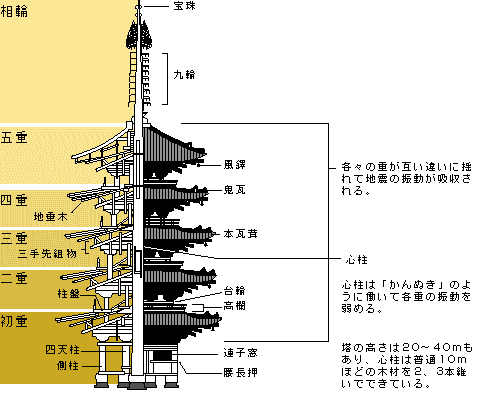 相輪
宝珠
九輪
五重
風鐸
各々の重が互い違いに揺
れて地震の振動が吸収さ
れる。
四重
鬼瓦
地垂木
三重
本瓦葺
三手先組物
心柱
二重
心柱は「かんぬき」のよ
うに働いて各重の振動を
弱める。
柱盤
台輪
高欄
初重
四天柱
連子窓
側柱
腰長押
塔の高さは20～40mも
あり、心柱は普通10m
ほどの木材を2、3本継
いでできている。